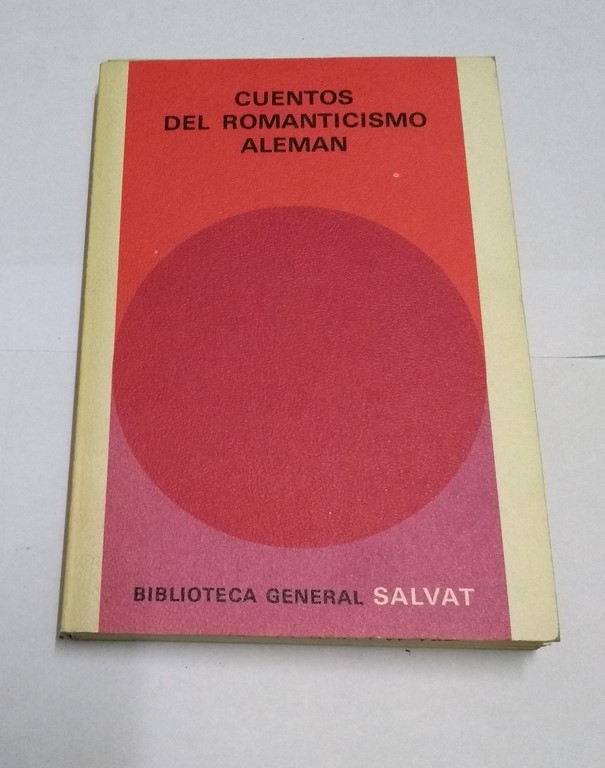 CUENTOS
DEL ROMANTICISMO
ALEMAN
BIBLIOTECA GENERAL SALVAT